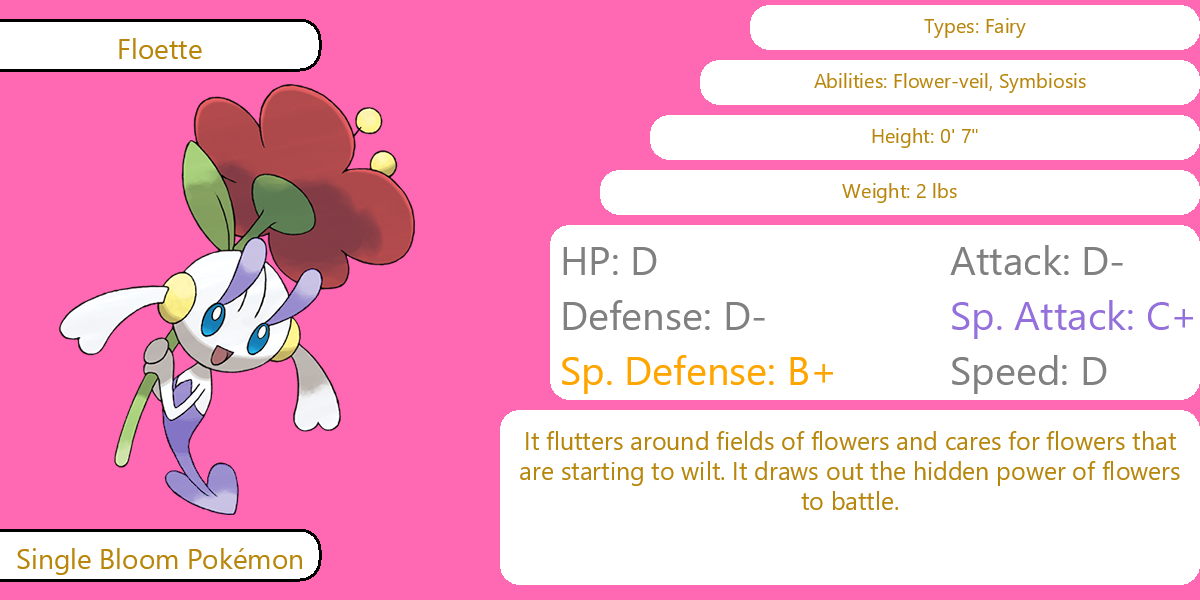 Floette
Types: Fairy
Abilities: Flower-veil, Symbiosis
Height: 0' 7"
Weight: 2 lbs
HP: D
Attack: D-
Defense: D-
Sp. Attack: C+
Sp. Defense: B+
Speed: D
It flutters around fields of flowers and cares for flowers that
are starting to wilt. It draws out the hidden power of flowers
to battle.
Single Bloom Pokémon